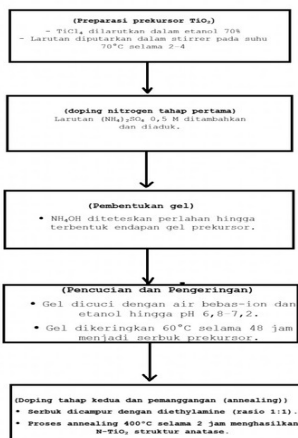 (Preparasi prekursor TiO₂)
- TiCl₄ dilarutkan dalam etanol 70%
- Larutan diputarkan dalam stirrer pada suhu
70°C selama 2-4
(doping nitrogen tahap pertama)
Larutan (NH₄)₂SO₄ 0,5 M ditambahkan
dan diaduk.
(Pembentukan gel)
• NH₄OH diteteskan perlahan hingga
terbentuk endapan gel prekursor.
(Pencucian dan Pengeringan)
• Gel dicuci dengan air bebas-ion dan
etanol hingga pH 6,8-7,2.
• Gel dikeringkan 60°C selama 48 jam
menjadi serbuk prekursor.
(Doping tahap kedua dan pemanggangan (annealing))
• Serbuk dicampur dengan diethylamine (rasio 1:1).
• Proses annealing 400°C selama 2 jam menghasilkan
N-TiO₂ struktur anatase.